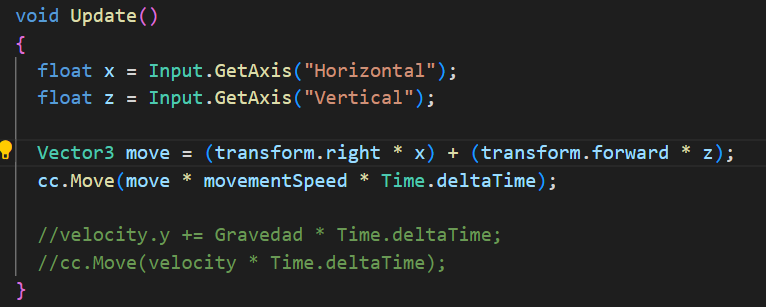 void Update()
{
float x = Input.GetAxis("Horizontal");
float z = Input.GetAxis("Vertical");
Vector3 move = (transform.right * x) + (transform.forward * z);
cc.Move(move * movementSpeed * Time.deltaTime);
//velocity.y += Gravedad * Time.deltaTime;
//cc.Move(velocity * Time.deltaTime);
}